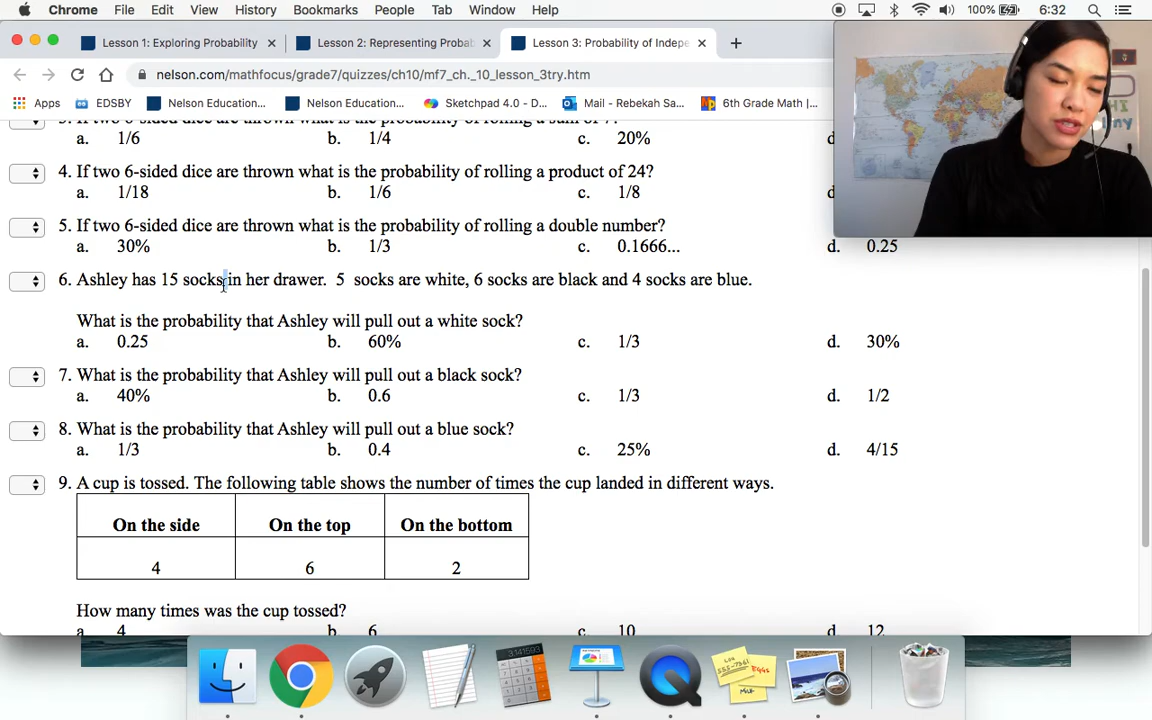 Chrome File Edit View History Bookmarks People Tab Window Help 100% 6:32
Lesson 1: Exploring Probability × Lesson 2: Representing Probab × Lesson 3: Probability of Indepe × +
nelson.com/mathfocus/grade7/quizzes/ch10/mf7_ch._10_lesson_3try.htm
Apps EDSBY Nelson Education... Nelson Education... Sketchpad 4.0 - D... Mail - Rebekah Sa... 6th Grade Math |...
a. 1/6 b. 1/4 c. 20% d
4. If two 6-sided dice are thrown what is the probability of rolling a product of 24?
a. 1/18 b. 1/6 c. 1/8 d
5. If two 6-sided dice are thrown what is the probability of rolling a double number?
a. 30% b. 1/3 c. 0.1666... d. 0.25
6. Ashley has 15 socks in her drawer. 5 socks are white, 6 socks are black and 4 socks are blue.
What is the probability that Ashley will pull out a white sock?
a. 0.25 b. 60% c. 1/3 d. 30%
7. What is the probability that Ashley will pull out a black sock?
a. 40% b. 0.6 c. 1/3 d. 1/2
8. What is the probability that Ashley will pull out a blue sock?
a. 1/3 b. 0.4 c. 25% d. 4/15
9. A cup is tossed. The following table shows the number of times the cup landed in different ways.
On the side On the top On the bottom
4 6 2
How many times was the cup tossed?
a 4 b 6 c 10 d 12